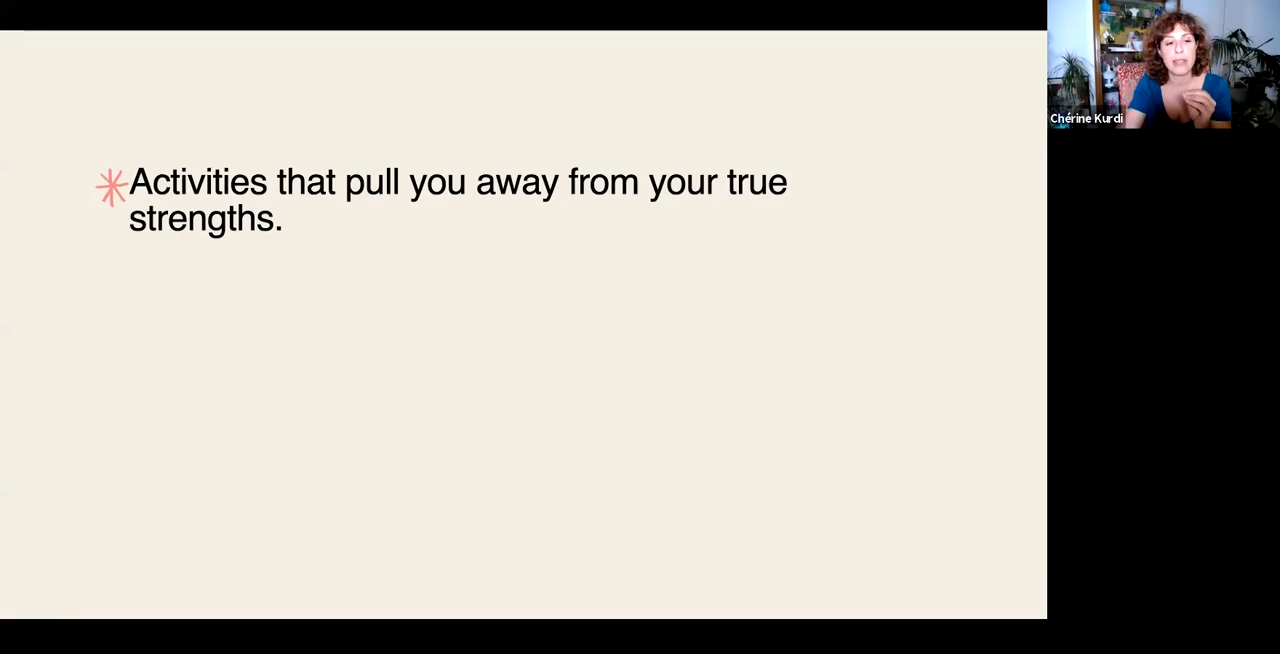 Activities that pull you away from your true
strengths.
Chérine Kurdi